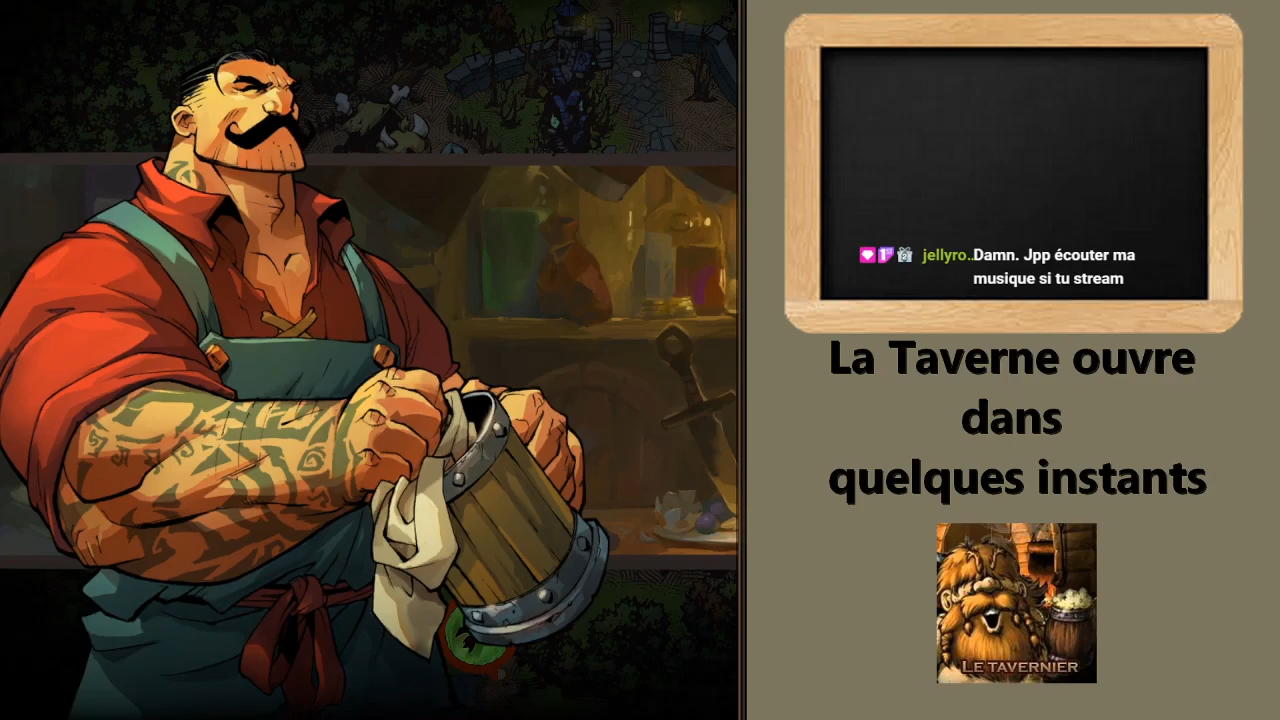 jellyro..Damn. Jpp écouter ma
musique si tu stream
La Taverne ouvre
dans
quelques instants
LE TAVERNIER